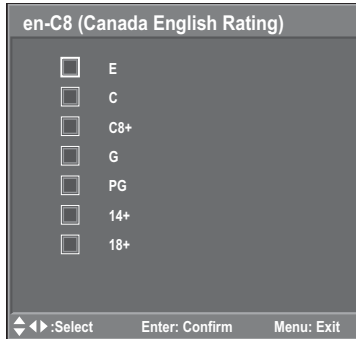 en-C8 (Canada English Rating)
E
C
C8+
G
PG
14+
18+
:Select Enter: Confirm Menu: Exit